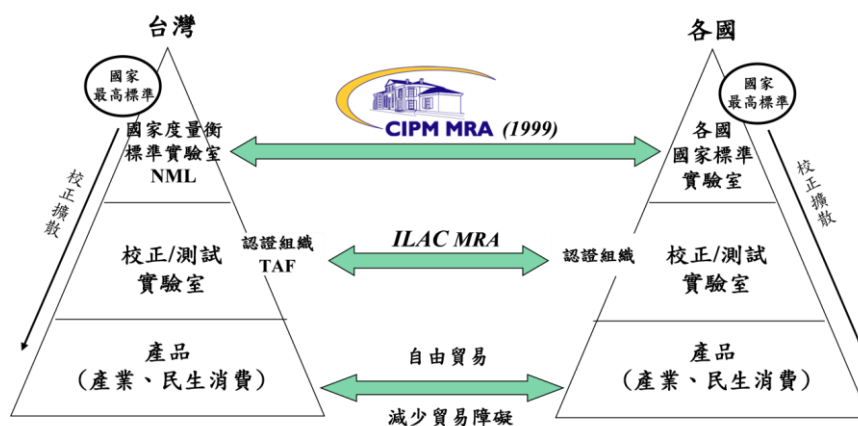 台灣
國家
最高標準
國家度量衡
標準實驗室
NML
校正擴散
校正/測試
實驗室
認證組織
TAF
產品
（產業、民生消費）
CIPM MRA (1999)
ILAC MRA
自由貿易
減少貿易障礙
各國
國家
最高標準
各國
國家標準
實驗室
校正擴散
認證組織
校正/測試
實驗室
產品
（產業、民生消費）